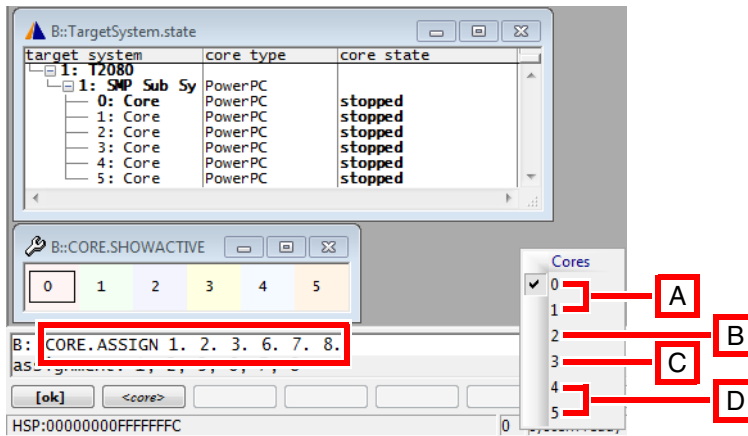 B::TargetSystem.state
target system core type core state
1: T2080
1: SMP Sub Sy PowerPC
0: Core PowerPC stopped
1: Core PowerPC stopped
2: Core PowerPC stopped
3: Core PowerPC stopped
4: Core PowerPC stopped
5: Core PowerPC stopped
B::CORE.SHOWACTIVE
0 1 2 3 4 5
Cores
0
1
2
3
4
5
A
B
C
D
B: CORE.ASSIGN 1. 2. 3. 6. 7. 8.
[ok] <core>
HSP:00000000FFFFFFFC 0